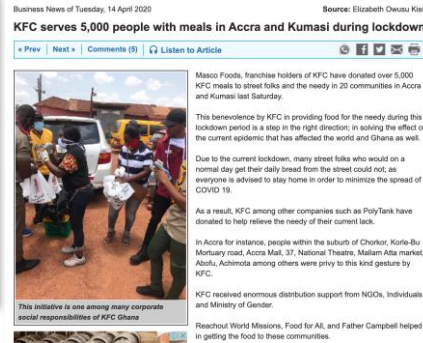 Business News of Tuesday, 14 April 2020
Source: Elizabeth Owusu Kiss
KFC serves 5,000 people with meals in Accra and Kumasi during lockdown
« Prev
Next »
Comments (5)
Listen to Article
Masco Foods, franchise holders of KFC have donated over 5,000
KFC meals to street folks and the needy in 20 communities in Accra
and Kumasi last Saturday.
This benevolence by KFC in providing food for the needy during this
lockdown period is a step in the right direction; in solving the effect o
the current epidemic that has affected the world and Ghana as well.
Due to the current lockdown, many street folks who would on a
normal day get their daily bread from the street could not; as
everyone is advised to stay home in order to minimize the spread of
COVID 19.
As a result, KFC among other companies such as PolyTank have
donated to help relieve the needy of their current lack.
In Accra for instance, people within the suburb of Chorkor, Korle-Bu
Mortuary road, Accra Mall, 37, National Theatre, Mallam Atta market,
Abofu, Achimota among others were privy to this kind gesture by
KFC.
KFC received enormous distribution support from NGOs, Individuals
and Ministry of Gender.
Reachout World Missions, Food for All, and Father Campbell helped
in getting the food to these communities.
This initiative is one among many corporate
social responsibilities of KFC Ghana